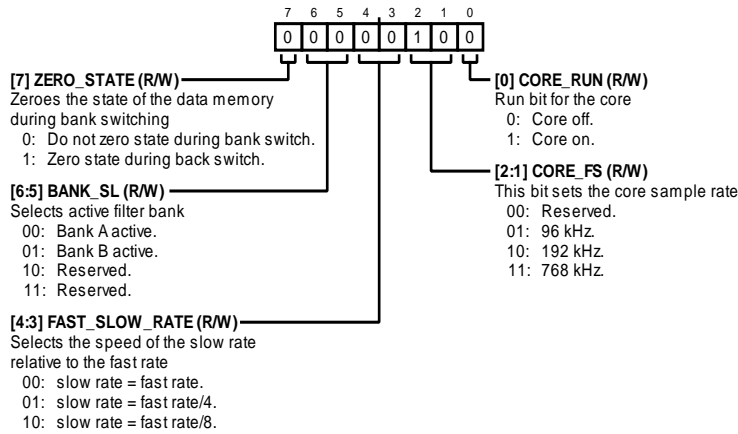 7 6 5 4 3 2 1 0
0 0 0 0 0 1 0 0
[7] ZERO_STATE (R/W)
Zeroes the state of the data memory
during bank switching
0: Do not zero state during bank switch.
1: Zero state during back switch.
[6:5] BANK_SL (R/W)
Selects active filter bank
00: Bank A active.
01: Bank B active.
10: Reserved.
11: Reserved.
[4:3] FAST_SLOW_RATE (R/W)
Selects the speed of the slow rate
relative to the fast rate
00: slow rate = fast rate.
01: slow rate = fast rate/4.
10: slow rate = fast rate/8.
[0] CORE_RUN (R/W)
Run bit for the core
0: Core off.
1: Core on.
[2:1] CORE_FS (R/W)
This bit sets the core sample rate
00: Reserved.
01: 96 kHz.
10: 192 kHz.
11: 768 kHz.